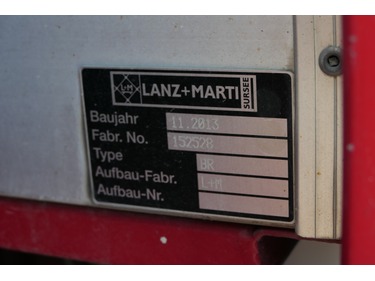 L+M LANZ+MARTI SURSEE
Baujahr 11.2013
Fabr. No. 152528
Type BR
Aufbau-Fabr. L+M
Aufbau-Nr.